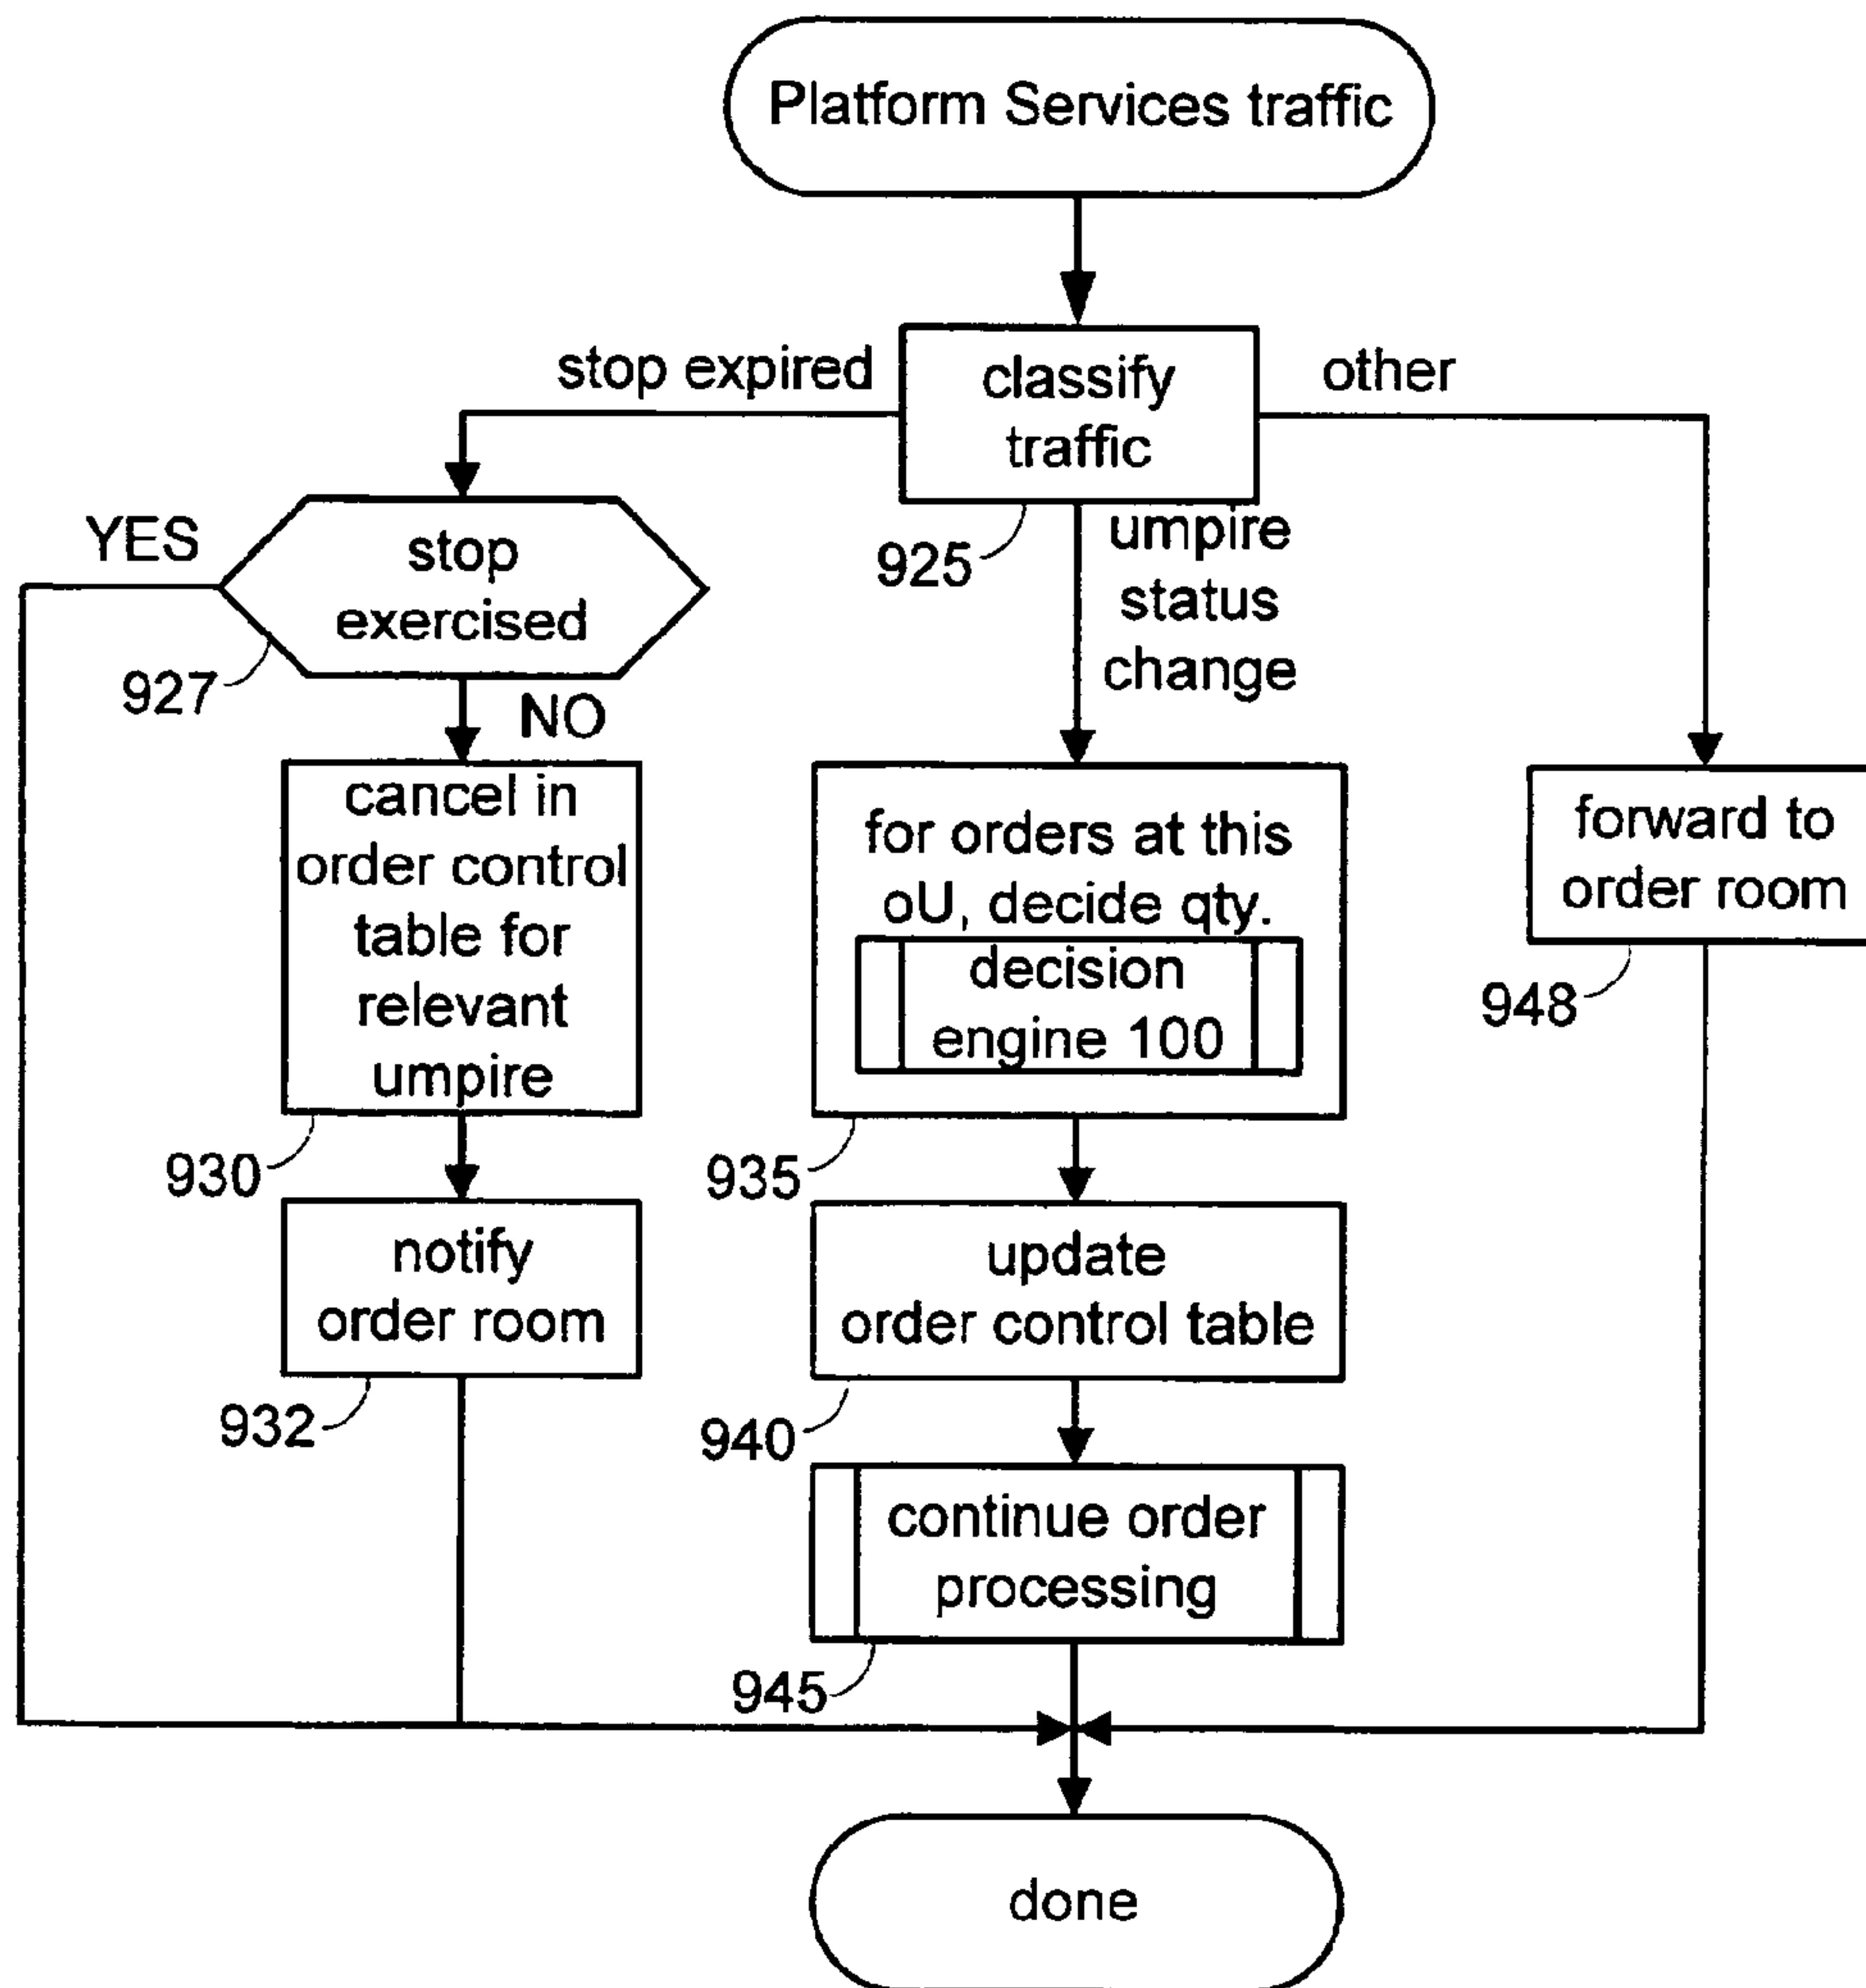 Platform Services traffic
stop expired
classify
traffic
other
YES
stop
exercised
925
umpire
status
change
927
NO
cancel in
order control
table for
relevant
umpire
for orders at this
oU, decide qty.
decision
engine 100
forward to
order room
948
930
935
notify
order room
update
order control table
932
940
continue order
processing
945
done